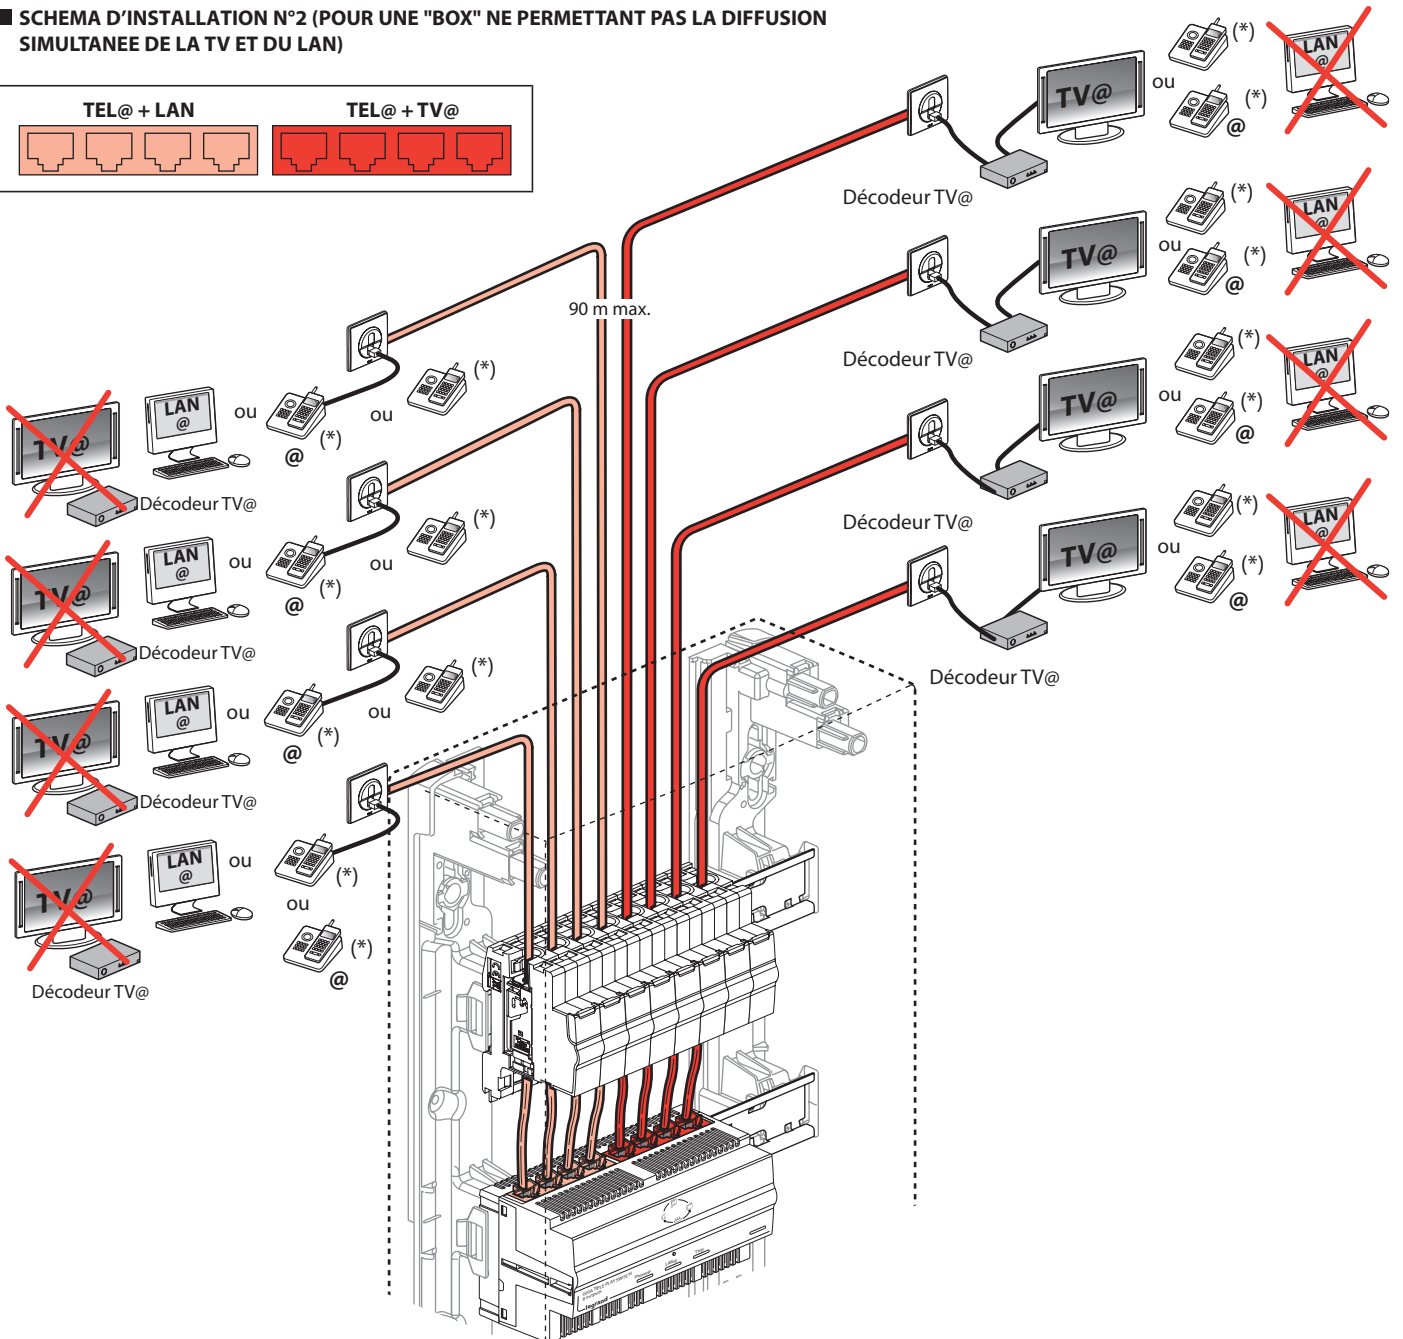 ■ SCHEMA D'INSTALLATION N°2 (POUR UNE "BOX" NE PERMETTANT PAS LA DIFFUSION
SIMULTANEE DE LA TV ET DU LAN)
TEL@ + LAN
TEL@ + TV@
TV@
ou
(*)
(*)
@
LAN
@
Décodeur TV@
TV@
ou
(*)
(*)
@
LAN
@
Décodeur TV@
TV@
ou
(*)
(*)
@
LAN
@
Décodeur TV@
TV@
ou
(*)
(*)
@
LAN
@
Décodeur TV@
90 m max.
TV@
Décodeur TV@
LAN
@
ou
(*)
@
ou
(*)
TV@
Décodeur TV@
LAN
@
ou
(*)
@
ou
(*)
TV@
Décodeur TV@
LAN
@
ou
(*)
@
ou
(*)
TV@
Décodeur TV@
LAN
@
ou
(*)
ou
(*)
@
legrand